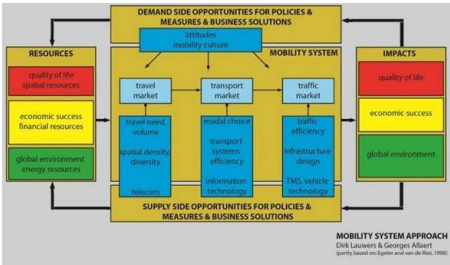 DEMAND SIDE OPPORTUNITIES FOR POLICIES &
MEASURES & BUSINESS SOLUTIONS
attitudes
mobility culture
RESOURCES
MOBILITY SYSTEM
IMPACTS
quality of life
spatial resources
economic success
financial resources
global environment
energy resources
travel
market
transport
market
traffic
market
travel need,
volume
spatial density,
diversity
telecom
modal choice
transport
systems
efficiency
information
technology
traffic
efficiency
infrastructure
design
TMS, vehicle
technology
quality of life
economic success
global environment
SUPPLY SIDE OPPORTUNITIES FOR POLICIES &
MEASURES & BUSINESS SOLUTIONS
MOBILITY SYSTEM APPROACH
Dirk Lauwers & Georges Allaert
(partly based on: Egeter and van de Riet, 1998)